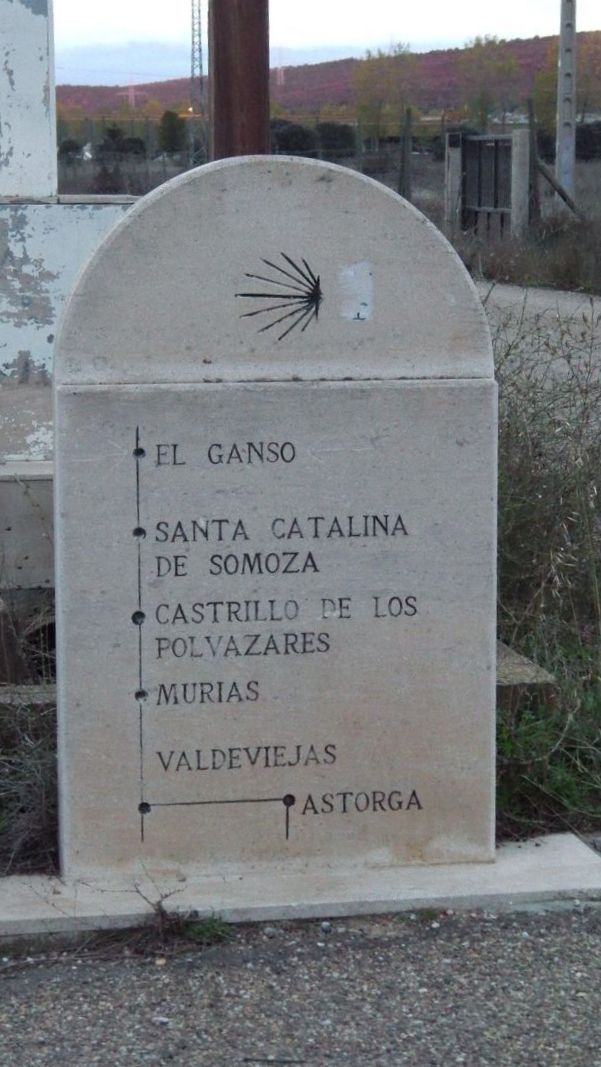 EL GANSO
SANTA CATALINA
DE SOMOZA
CASTRILLO DE LOS
POLVAZARES
MURIAS
VALDEVIEJAS
ASTORGA